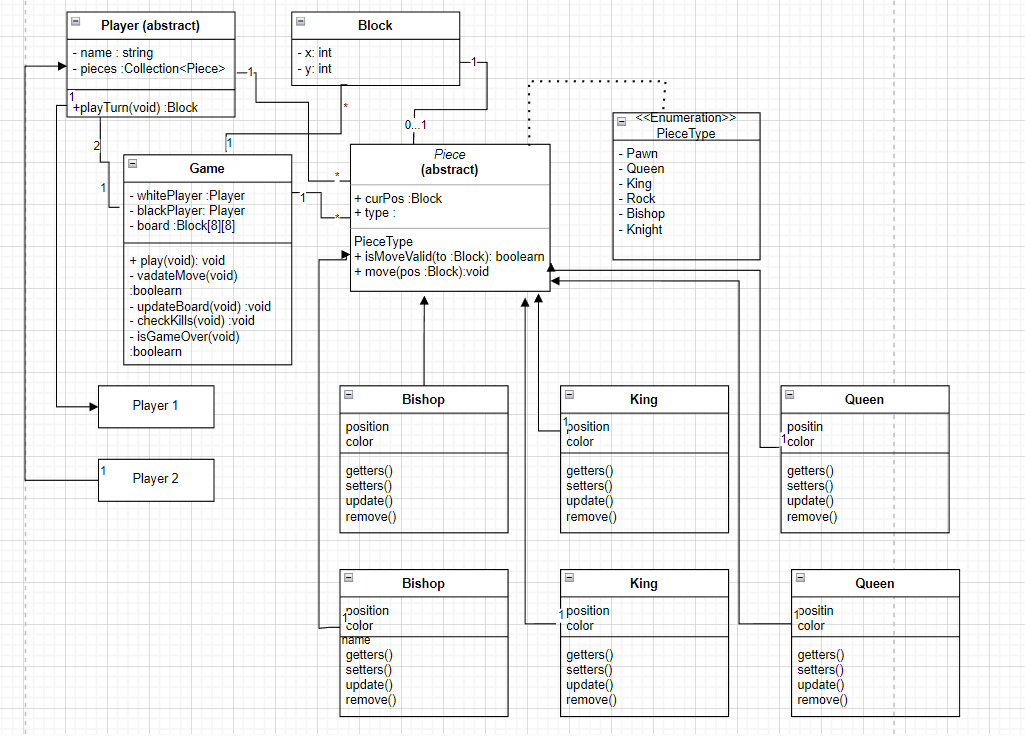 Player (abstract)
- name : string
- pieces :Collection<Piece>
1
+playTurn(void) :Block
Block
- x: int
- y: int
1
1
*
0...1
<<Enumeration>>
PieceType
- Pawn
- Queen
- King
- Rock
- Bishop
- Knight
2
1
1
Game
- whitePlayer :Player
- blackPlayer: Player
- board :Block[8][8]
+ play(void): void
- vadateMove(void)
:boolearn
- updateBoard(void) :void
- checkKills(void) :void
- isGameOver(void)
:boolearn
1
*
*
Piece
(abstract)
+ curPos :Block
+ type :
PieceType
+ isMoveValid(to :Block): boolearn
+ move(pos :Block):void
Player 1
1
Player 2
Bishop
position
color
getters()
setters()
update()
remove()
King
1
position
color
getters()
setters()
update()
remove()
Queen
positin
1
color
getters()
setters()
update()
remove()
Bishop
position
1
color
name
getters()
setters()
update()
remove()
King
1
position
color
getters()
setters()
update()
remove()
Queen
1
positin
color
getters()
setters()
update()
remove()